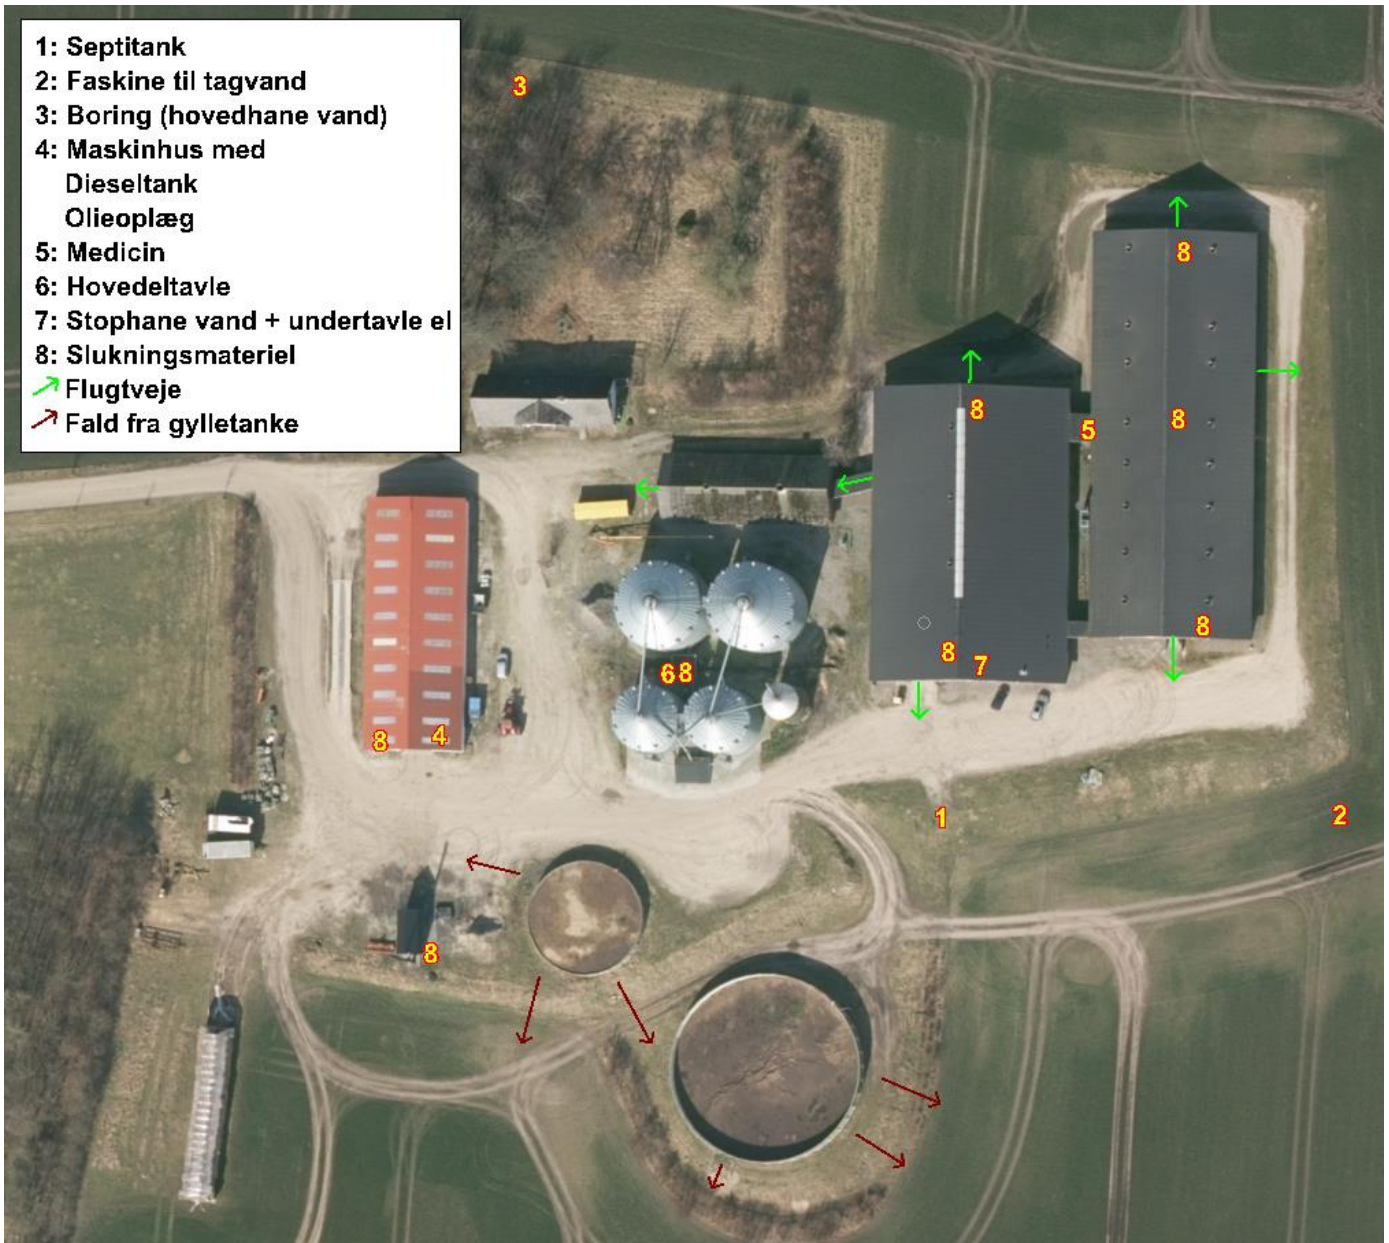 1: Septitank
2: Faskine til tagvand
3: Boring (hovedhane vand)
4: Maskinhus med
Dieseltank
Olieoplæg
5: Medicin
6: Hovedeltavle
7: Stophane vand + undertavle el
8: Slukningsmateriel
Flugtveje
Fald fra gylletanke
3
8
8
5
8
8
8
7
6 8
8
4
1
2
8